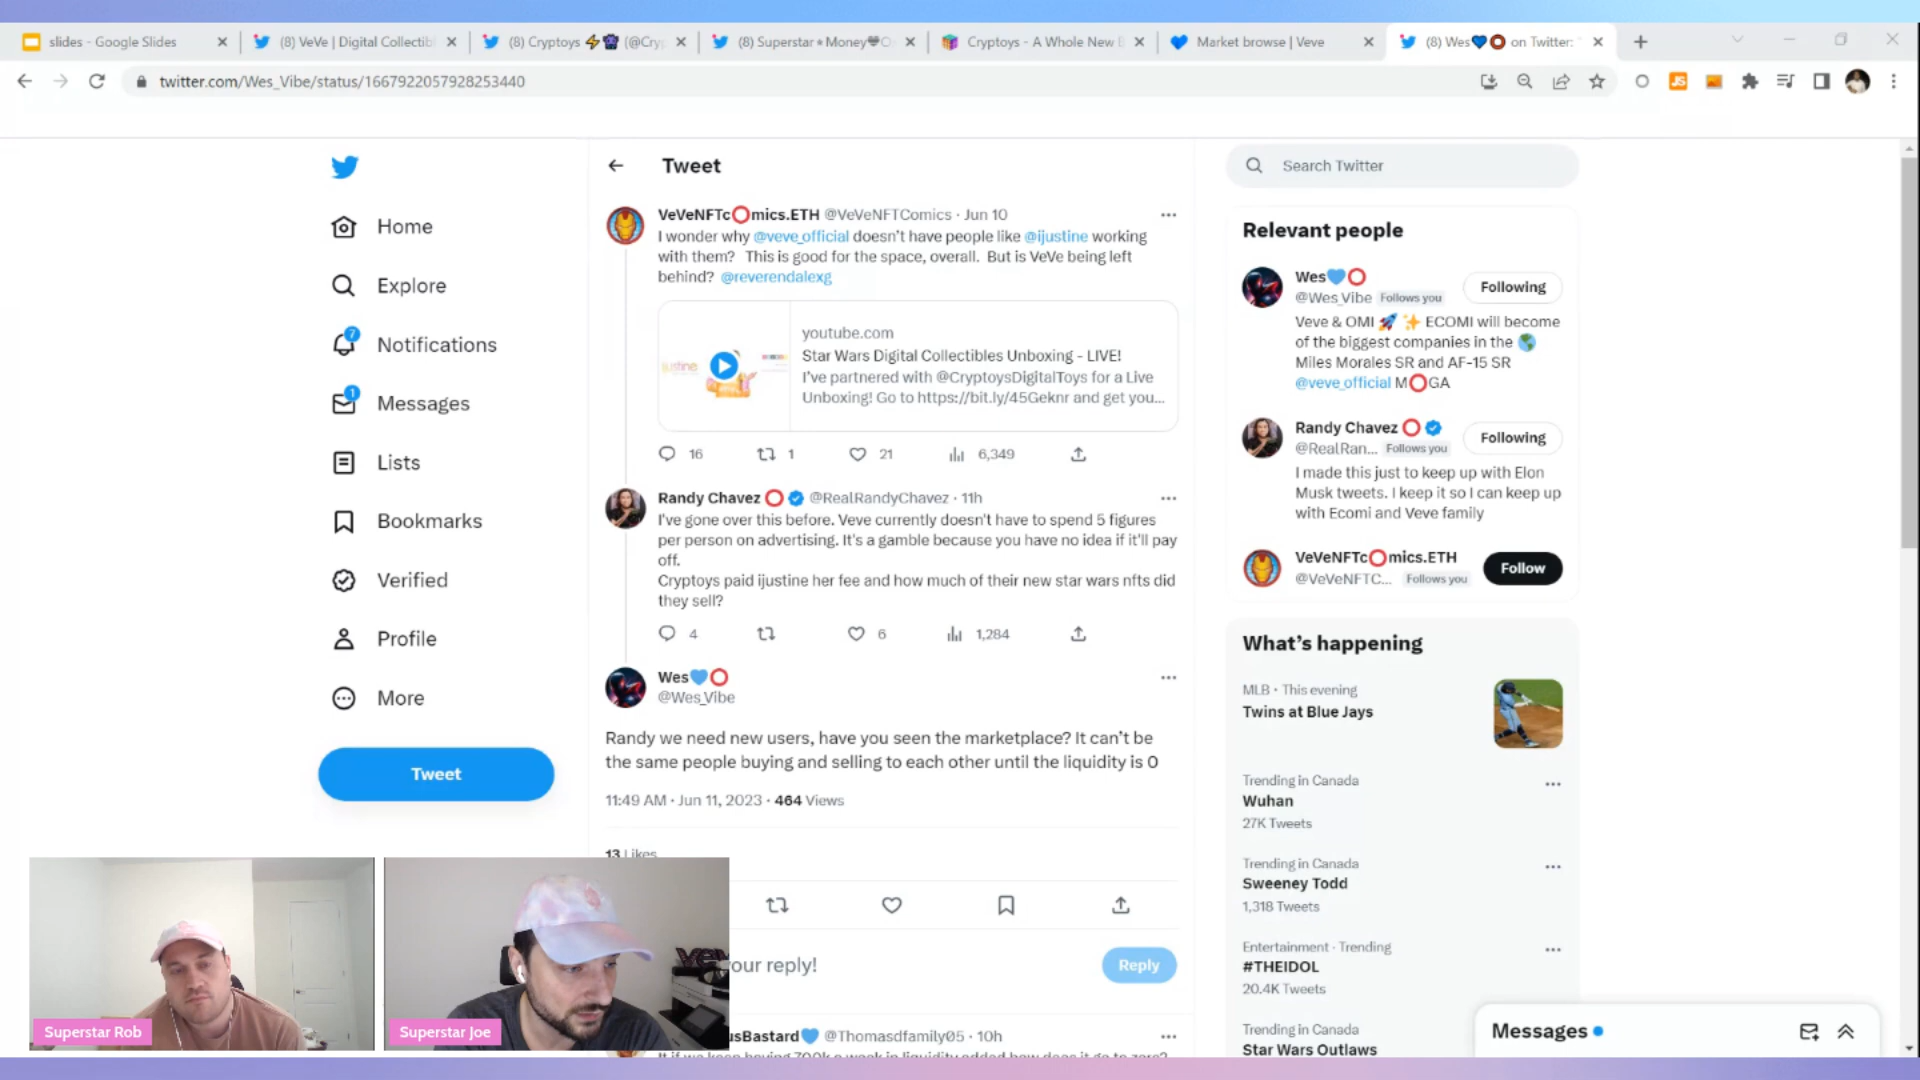 slides - Google Slides
(8) VeVe | Digital Collectibl
(8) Cryptoys ⚡ (@Cry
(8) Superstar Money
Cryptoys - A Whole New
Market browse | Veve
(8) Wes💙⭕ on Twitter:
twitter.com/Wes_Vibe/status/1667922057928253440
JS
Home
Explore
7
Notifications
1
Messages
Lists
Bookmarks
Verified
Profile
More
Tweet
Tweet
VeVeNFTc⭕mics.ETH @VeVeNFTComics · Jun 10
I wonder why @veve_official doesn't have people like @ijustine working
with them? This is good for the space, overall. But is VeVe being left
behind? @reverendalexg
ijustine
youtube.com
Star Wars Digital Collectibles Unboxing - LIVE!
I've partnered with @CryptoysDigitalToys for a Live
Unboxing! Go to https://bit.ly/45Geknr and get you...
16 1 21 6,349
Randy Chavez ⭕ @RealRandyChavez · 11h
I've gone over this before. Veve currently doesn't have to spend 5 figures
per person on advertising. It's a gamble because you have no idea if it'll pay
off.
Cryptoys paid ijustine her fee and how much of their new star wars nfts did
they sell?
4 6 1,284
Wes💙⭕
@Wes_Vibe
Randy we need new users, have you seen the marketplace? It can't be
the same people buying and selling to each other until the liquidity is 0
11:49 AM · Jun 11, 2023 · 464 Views
13 Likes
your reply!
Reply
usBastard💙 @Thomasdfamily05 · 10h
Search Twitter
Relevant people
Wes💙⭕
@Wes_Vibe Follows you
Following
Veve & OMI 🚀 ✨ ECOMI will become
of the biggest companies in the 🌎
Miles Morales SR and AF-15 SR
@veve_official M⭕GA
Randy Chavez ⭕
@RealRan... Follows you
Following
I made this just to keep up with Elon
Musk tweets. I keep it so I can keep up
with Ecomi and Veve family
VeVeNFTc⭕mics.ETH
@VeVeNFTC... Follows you
Follow
What's happening
MLB · This evening
Twins at Blue Jays
Trending in Canada
Wuhan
27K Tweets
Trending in Canada
Sweeney Todd
1,318 Tweets
Entertainment · Trending
#THEIDOL
20.4K Tweets
Trending in Canada
Star Wars Outlaws
Messages
Superstar Rob
Superstar Joe